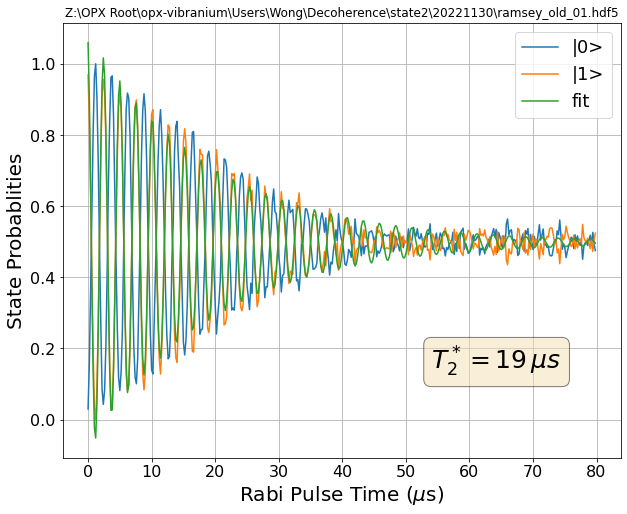 Z:\OPX Root\opx-vibranium\Users\Wong\Decoherence\state2\20221130\ramsey_old_01.hdf5
|0>
|1>
fit
State Probablities
1.0
0.8
0.6
0.4
0.2
0.0
T₂* = 19 μs
0 10 20 30 40 50 60 70 80
Rabi Pulse Time (μs)